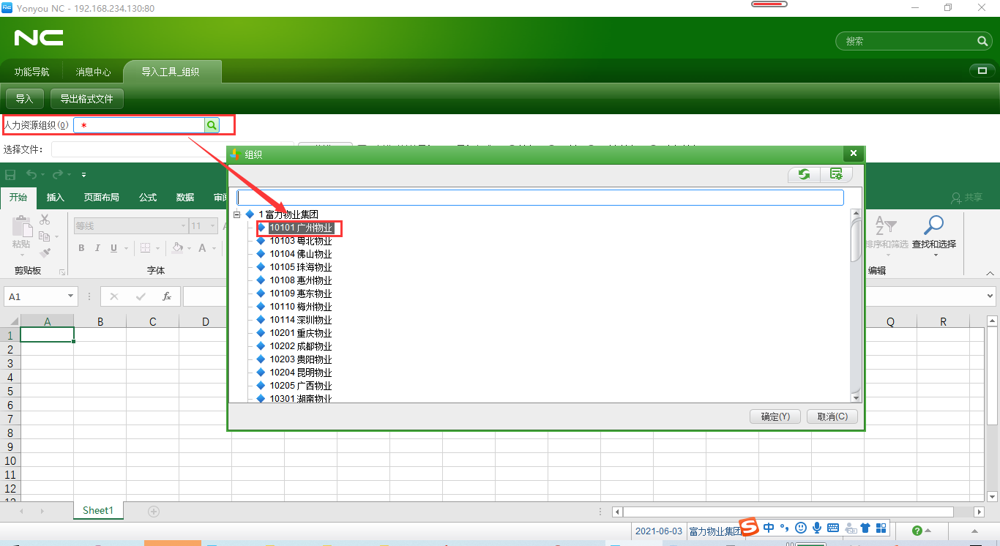 Yonyou NC - 192.168.234.130:80
NC
搜索
功能导航 消息中心 导入工具_组织
导入 导出格式文件
人力资源组织(O) *
选择文件:
组织
开始 插入 页面布局 公式 数据 审阅
共享
1 富力物业集团
10101 广州物业
10103 粤北物业
10104 佛山物业
10105 珠海物业
10108 惠州物业
10109 惠东物业
10110 梅州物业
10114 深圳物业
10201 重庆物业
10202 成都物业
10203 贵阳物业
10204 昆明物业
10205 广西物业
10301 湖南物业
确定(Y) 取消(C)
等线 11
粘贴
B I U A
剪贴板 字体
排序和筛选 查找和选择
编辑
A1 fx
A B C D Q R
1
2
3
4
5
6
7
8
9
10
11
12
13
Sheet1
2021-06-03 富力物业集团 中